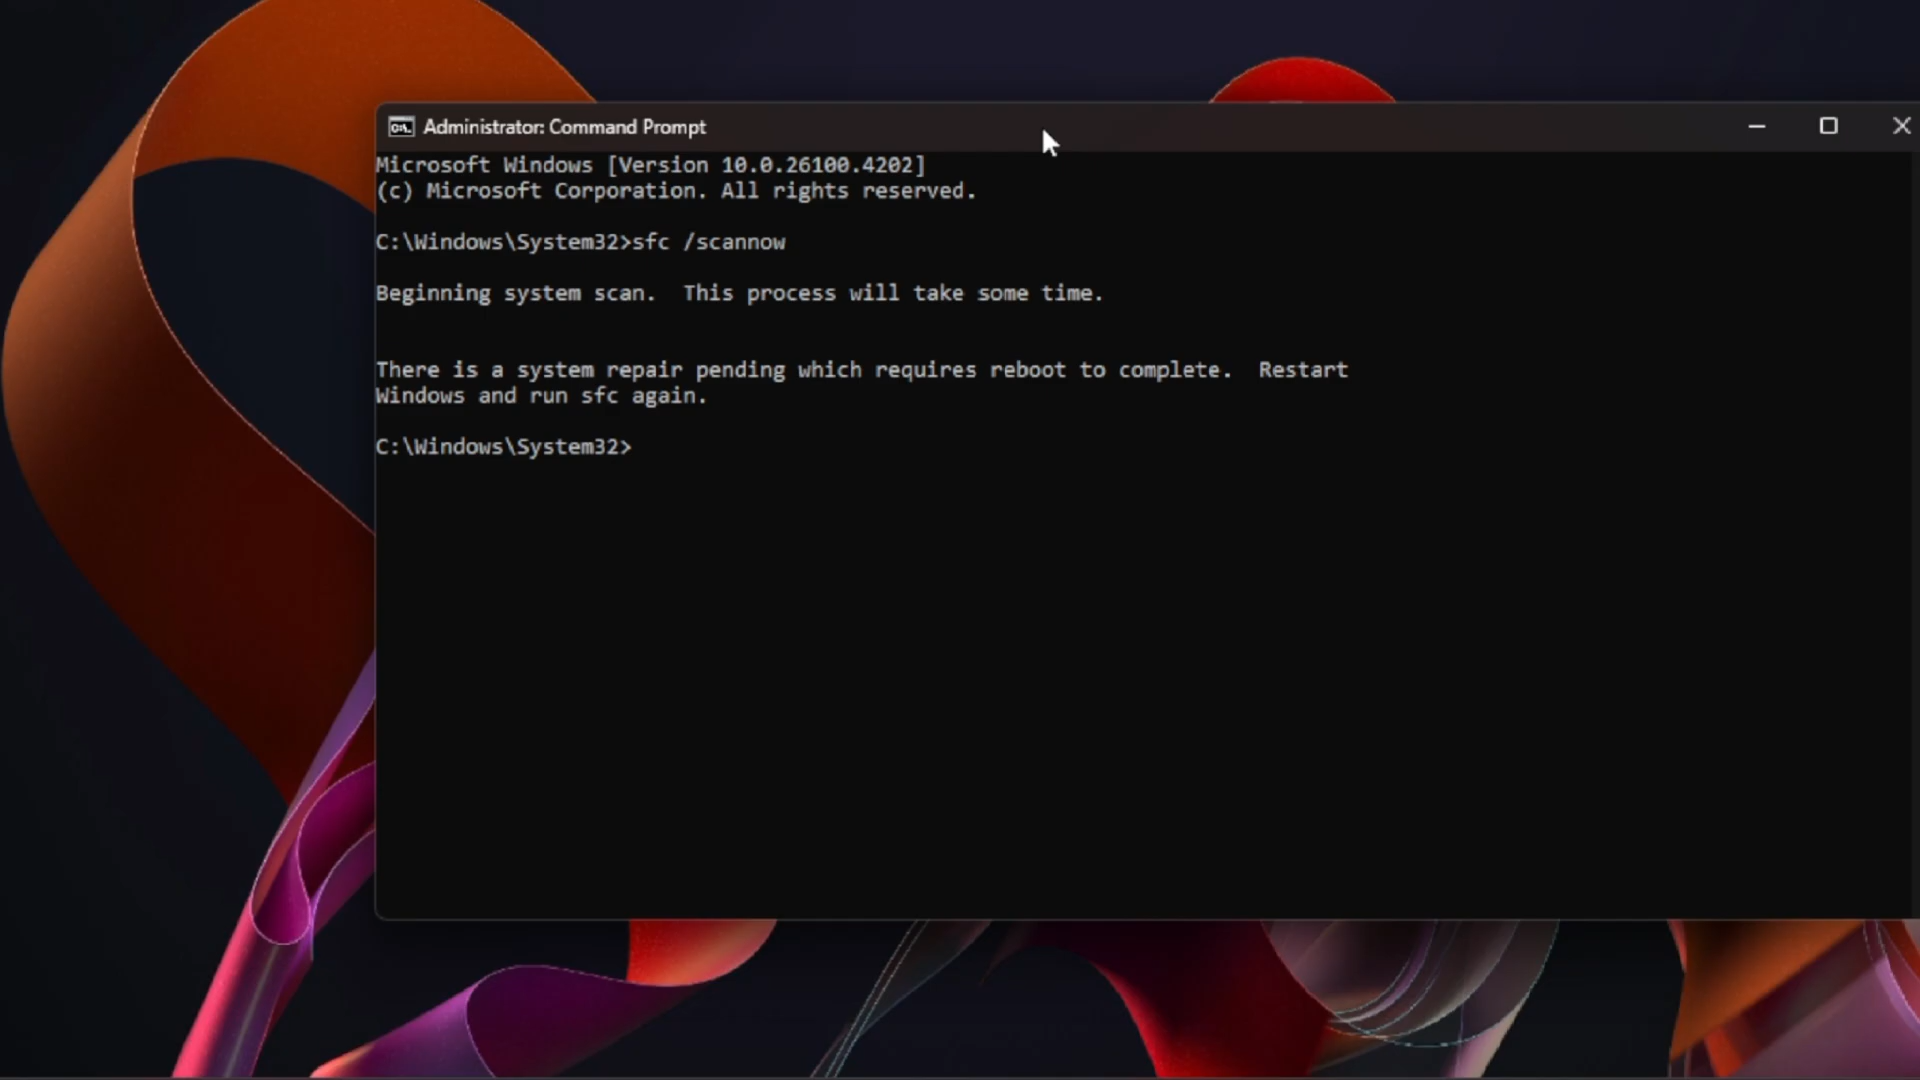 Administrator: Command Prompt
Microsoft Windows [Version 10.0.26100.4202]
(c) Microsoft Corporation. All rights reserved.
C:\Windows\System32>sfc /scannow
Beginning system scan.  This process will take some time.
There is a system repair pending which requires reboot to complete.  Restart
Windows and run sfc again.
C:\Windows\System32>